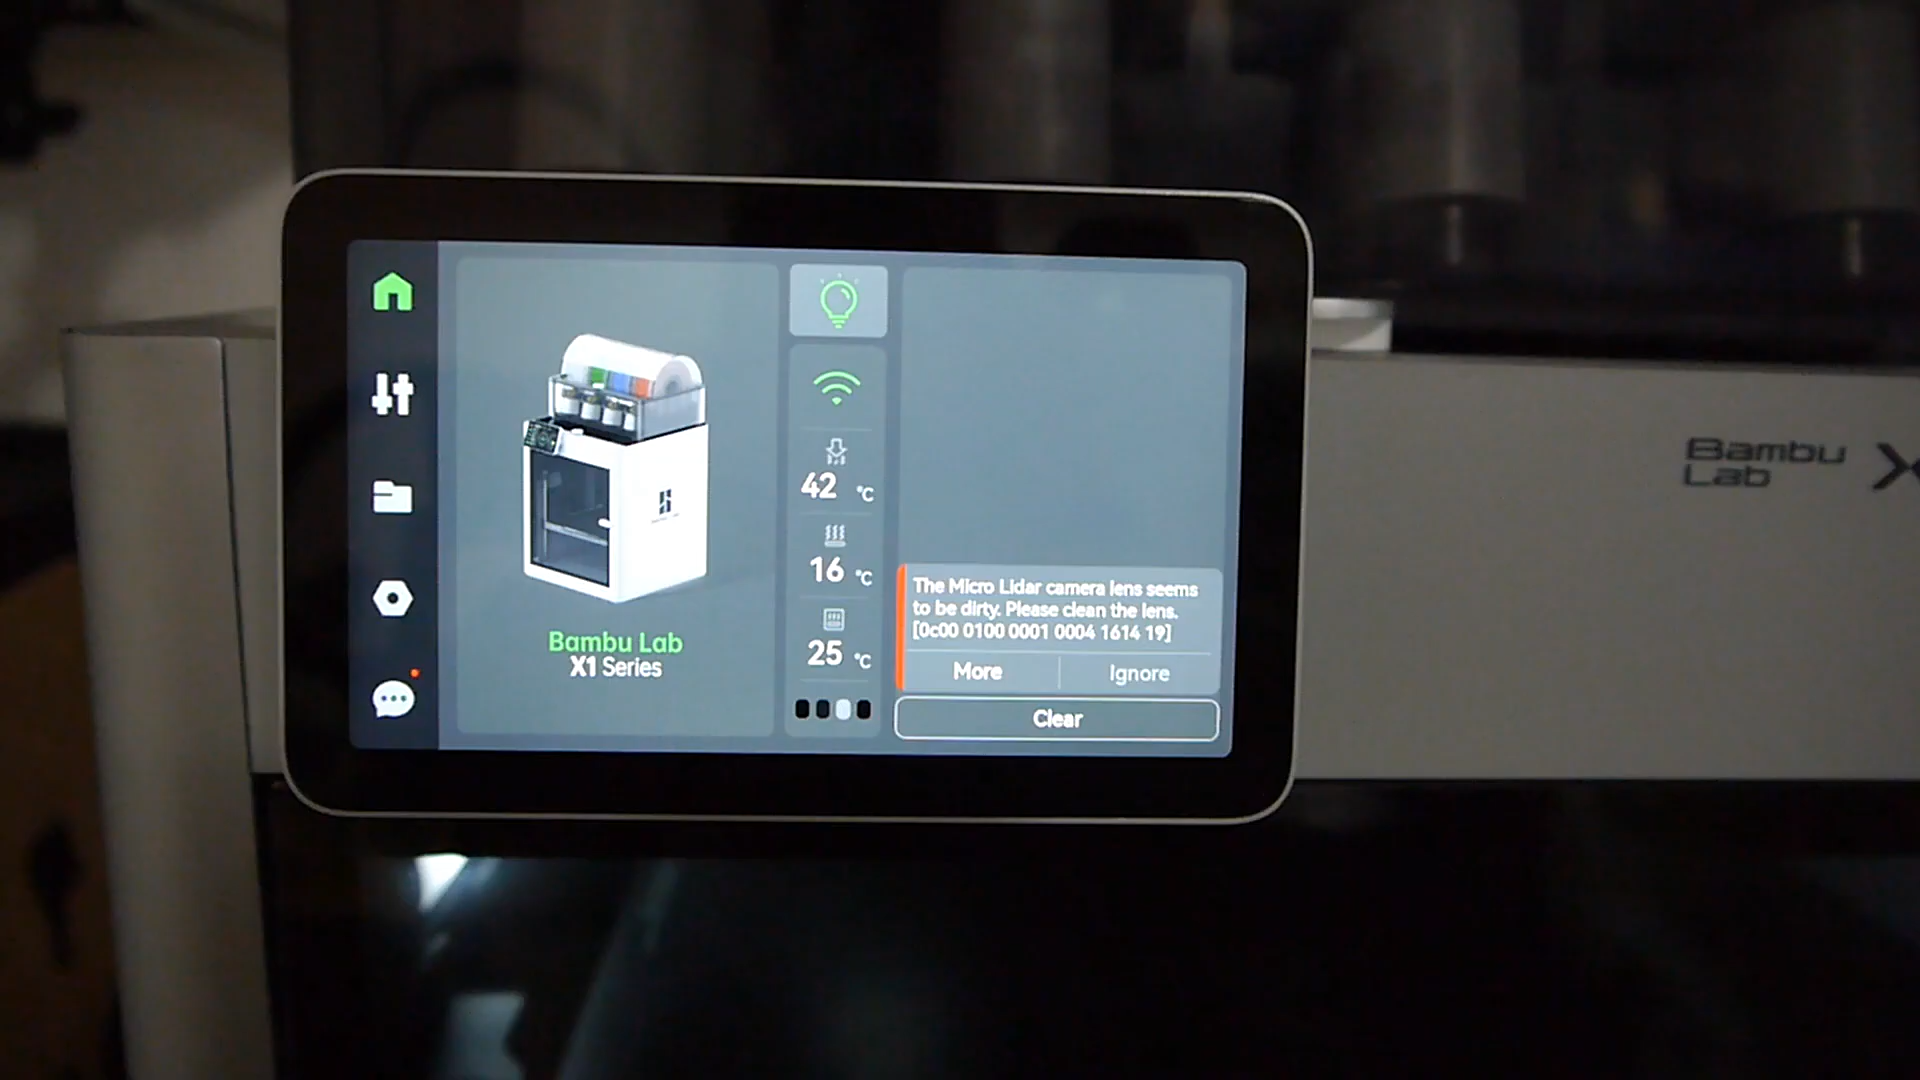 Bambu Lab
X1 Series
42 °C
16 °C
25 °C
The Micro Lidar camera lens seems
to be dirty. Please clean the lens.
[0c00 0100 0001 0004 1614 19]
More
Ignore
Clear
Bambu
Lab
X